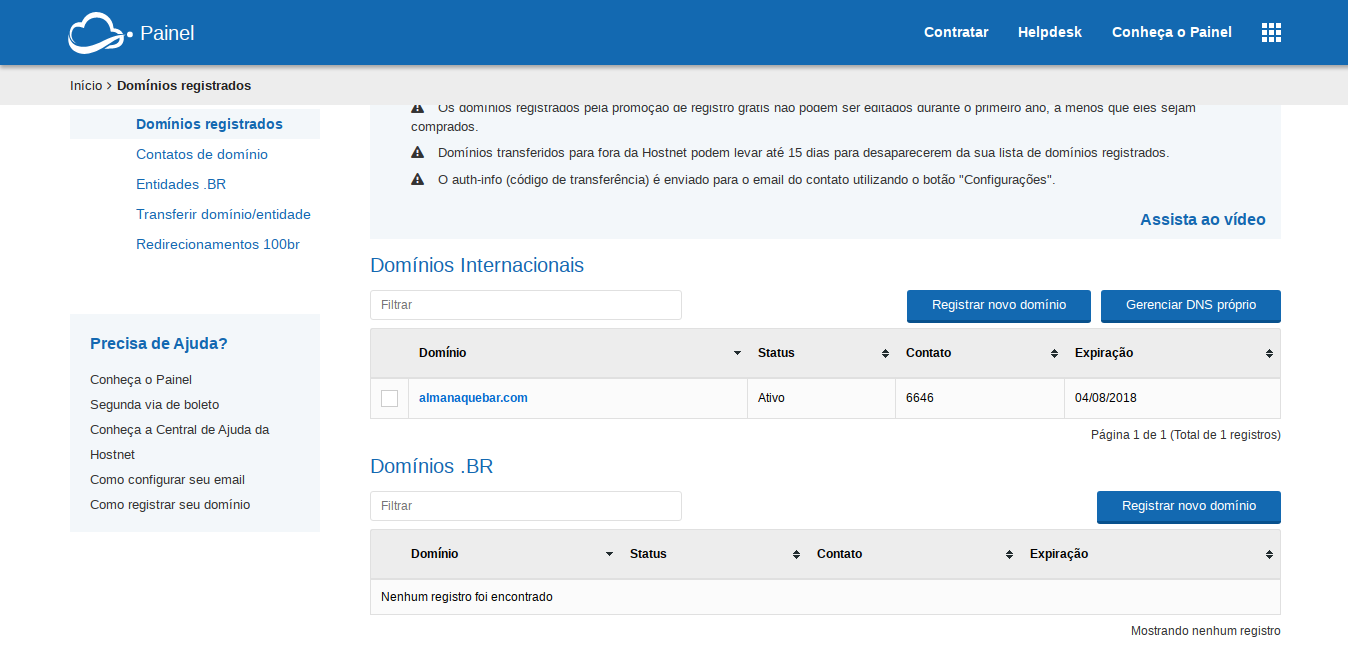 Painel
Contratar Helpdesk Conheça o Painel
Início > Domínios registrados
Domínios registrados
Contatos de domínio
Entidades .BR
Transferir domínio/entidade
Redirecionamentos 100br
Precisa de Ajuda?
Conheça o Painel
Segunda via de boleto
Conheça a Central de Ajuda da
Hostnet
Como configurar seu email
Como registrar seu domínio
Os domínios registrados pela promoção de registro grátis não podem ser editados durante o primeiro ano, a menos que eles sejam
comprados.
Domínios transferidos para fora da Hostnet podem levar até 15 dias para desaparecerem da sua lista de domínios registrados.
O auth-info (código de transferência) é enviado para o email do contato utilizando o botão "Configurações".
Assista ao vídeo
Domínios Internacionais
Filtrar Registrar novo domínio Gerenciar DNS próprio
Domínio Status Contato Expiração
almanaquebar.com Ativo 6646 04/08/2018
Página 1 de 1 (Total de 1 registros)
Domínios .BR
Filtrar Registrar novo domínio
Domínio Status Contato Expiração
Nenhum registro foi encontrado
Mostrando nenhum registro